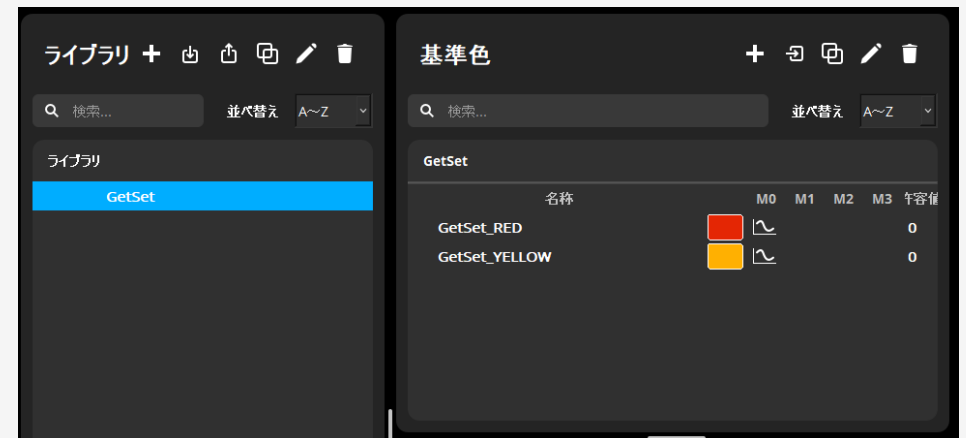 ライブラリ
検索...
並べ替え A～Z
ライブラリ
GetSet
基準色
検索...
並べ替え A～Z
GetSet
名称 M0 M1 M2 M3
GetSet_RED 0
GetSet_YELLOW 0